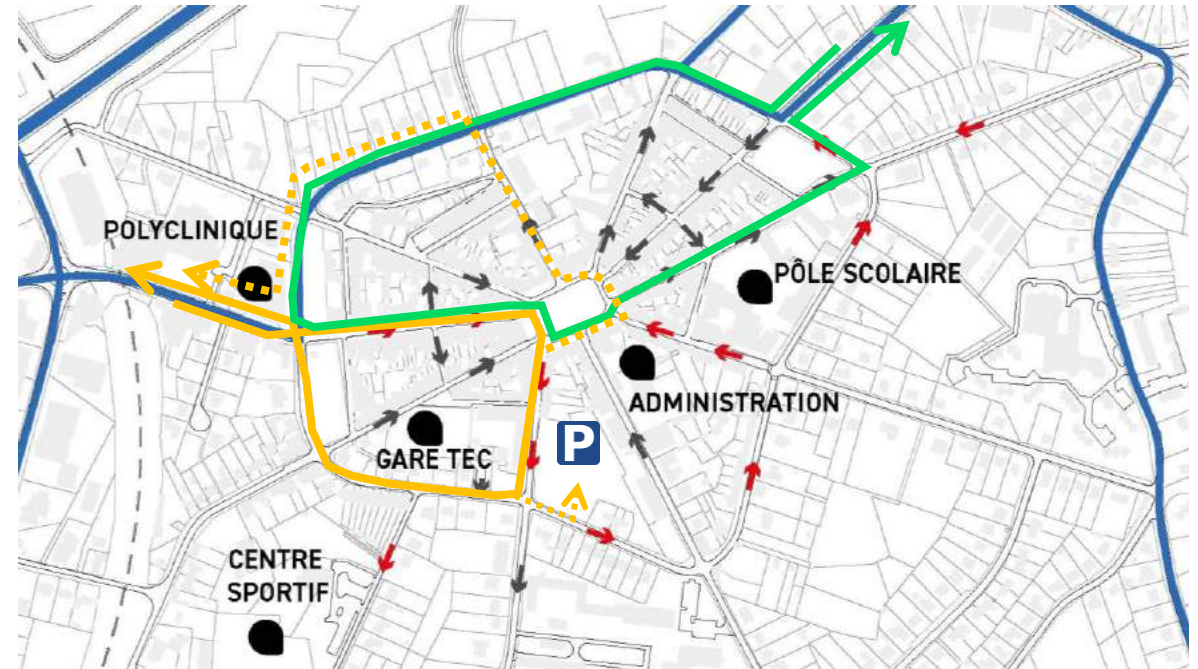 POLYCLINIQUE
PÔLE SCOLAIRE
ADMINISTRATION
P
GARE TEC
CENTRE
SPORTIF